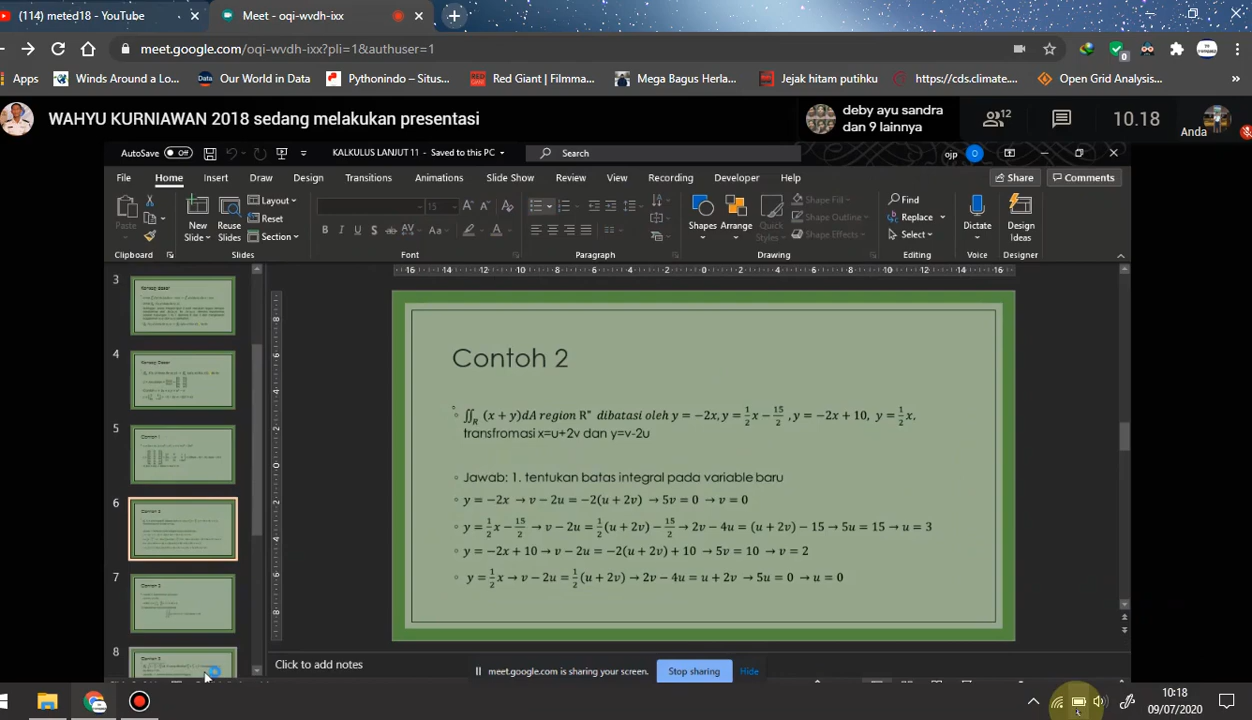 (114) meted18 - YouTube
Meet - oqi-wvdh-ixx
meet.google.com/oqi-wvdh-ixx?pli=1&authuser=1
Apps
Winds Around a Lo...
Our World in Data
Pythonindo – Situs...
Red Giant | Filmma...
Mega Bagus Herla...
Jejak hitam putihku
https://cds.climate....
Open Grid Analysis...
WAHYU KURNIAWAN 2018 sedang melakukan presentasi
deby ayu sandra
dan 9 lainnya
12
10.18
Anda
AutoSave Off
KALKULUS LANJUT 11 - Saved to this PC
Search
ojp
File Home Insert Draw Design Transitions Animations Slide Show Review View Recording Developer Help
Share
Comments
Paste
New Slide
Reuse Slides
Layout
Reset
Section
15
Shapes
Arrange
Quick Styles
Shape Fill
Shape Outline
Shape Effects
Find
Replace
Select
Dictate
Design Ideas
Clipboard
Slides
Font
Paragraph
Drawing
Editing
Voice
Designer
3
4
5
6
7
8
Contoh 2
∬_R (x + y)dA region R" dibatasi oleh y = −2x, y = 1/2 x − 15/2 , y = −2x + 10, y = 1/2 x,
transfromasi x=u+2v dan y=v-2u
Jawab: 1. tentukan batas integral pada variable baru
y = −2x → v − 2u = −2(u + 2v) → 5v = 0 → v = 0
y = 1/2 x − 15/2 → v − 2u = 1/2 (u + 2v) − 15/2 → 2v − 4u = (u + 2v) − 15 → 5u = 15 → u = 3
y = −2x + 10 → v − 2u = −2(u + 2v) + 10 → 5v = 10 → v = 2
y = 1/2 x → v − 2u = 1/2 (u + 2v) → 2v − 4u = u + 2v → 5u = 0 → u = 0
Click to add notes
meet.google.com is sharing your screen.
Stop sharing
Hide
10:18
09/07/2020